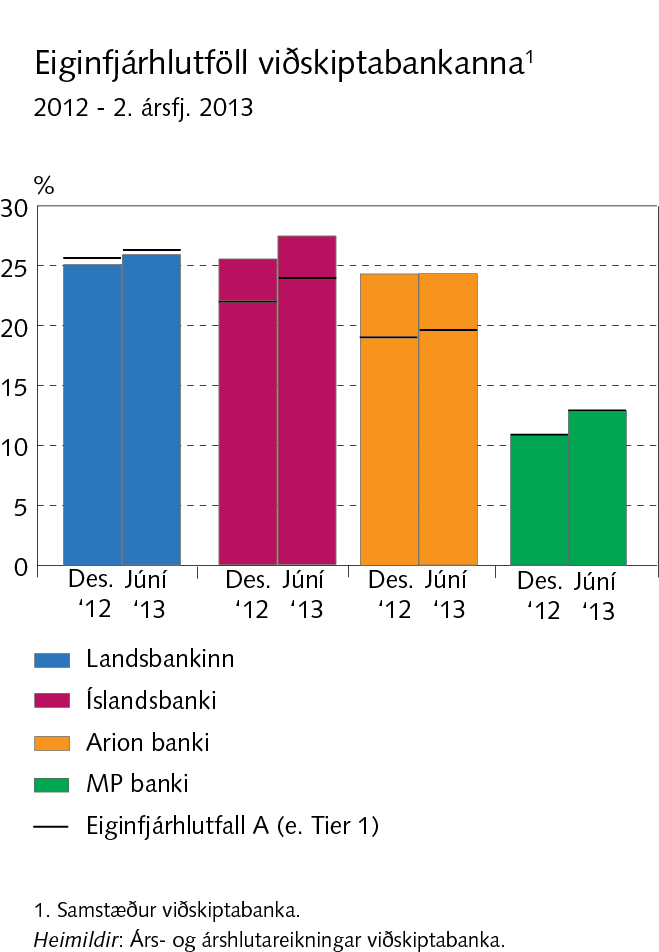 Eiginfjárhlutföll viðskiptabankanna¹
2012 - 2. ársfj. 2013
%
30
25
20
15
10
5
0
Des. Júní Des. Júní Des. Júní Des. Júní
‘12 ‘13 ‘12 ‘13 ‘12 ‘13 ‘12 ‘13
Landsbankinn
Íslandsbanki
Arion banki
MP banki
Eiginfjárhlutfall A (e. Tier 1)
1. Samstæður viðskiptabanka.
Heimildir: Árs- og árshlutareikningar viðskiptabanka.